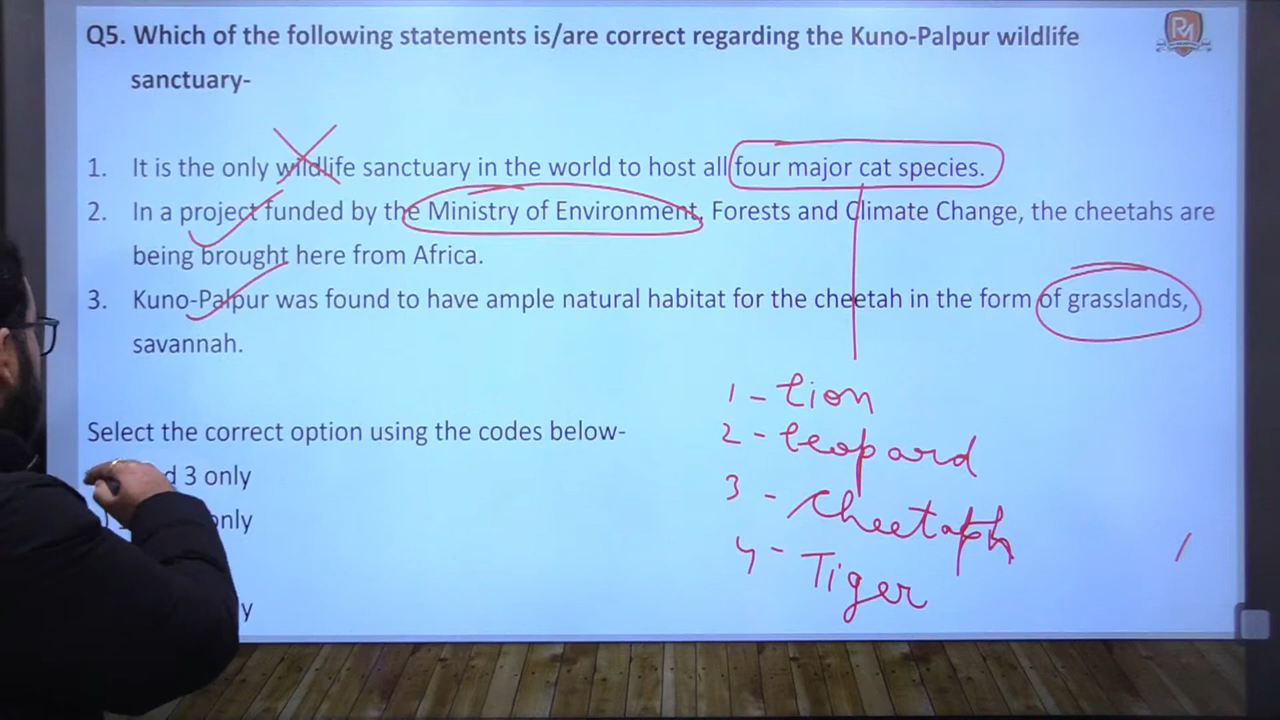 Q5. Which of the following statements is/are correct regarding the Kuno-Palpur wildlife
sanctuary-
1. It is the only wildlife sanctuary in the world to host all four major cat species.
2. In a project funded by the Ministry of Environment, Forests and Climate Change, the cheetahs are
being brought here from Africa.
3. Kuno-Palpur was found to have ample natural habitat for the cheetah in the form of grasslands,
savannah.
1 - Lion
2 - Leopard
3 - Cheetah
4 - Tiger
Select the correct option using the codes below-
3 only
only